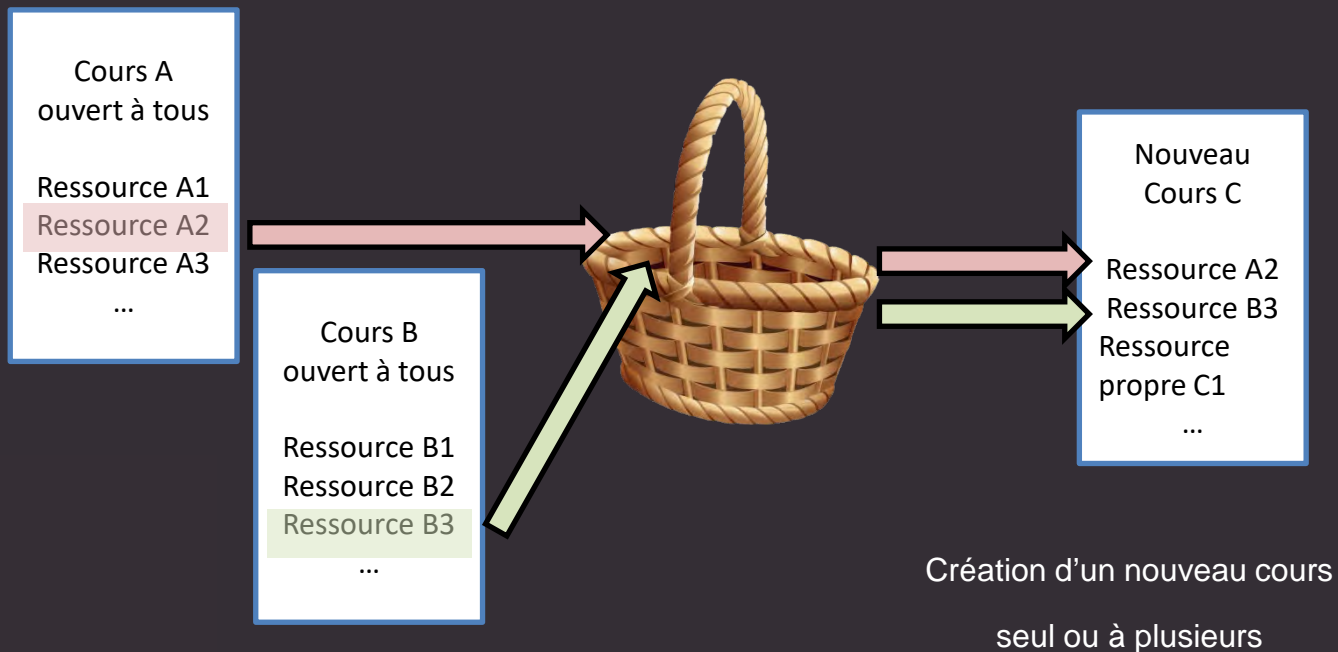 Cours A
ouvert à tous
Ressource A1
Ressource A2
Ressource A3
...
Cours B
ouvert à tous
Ressource B1
Ressource B2
Ressource B3
...
Nouveau
Cours C
Ressource A2
Ressource B3
Ressource
propre C1
...
Création d'un nouveau cours
seul ou à plusieurs